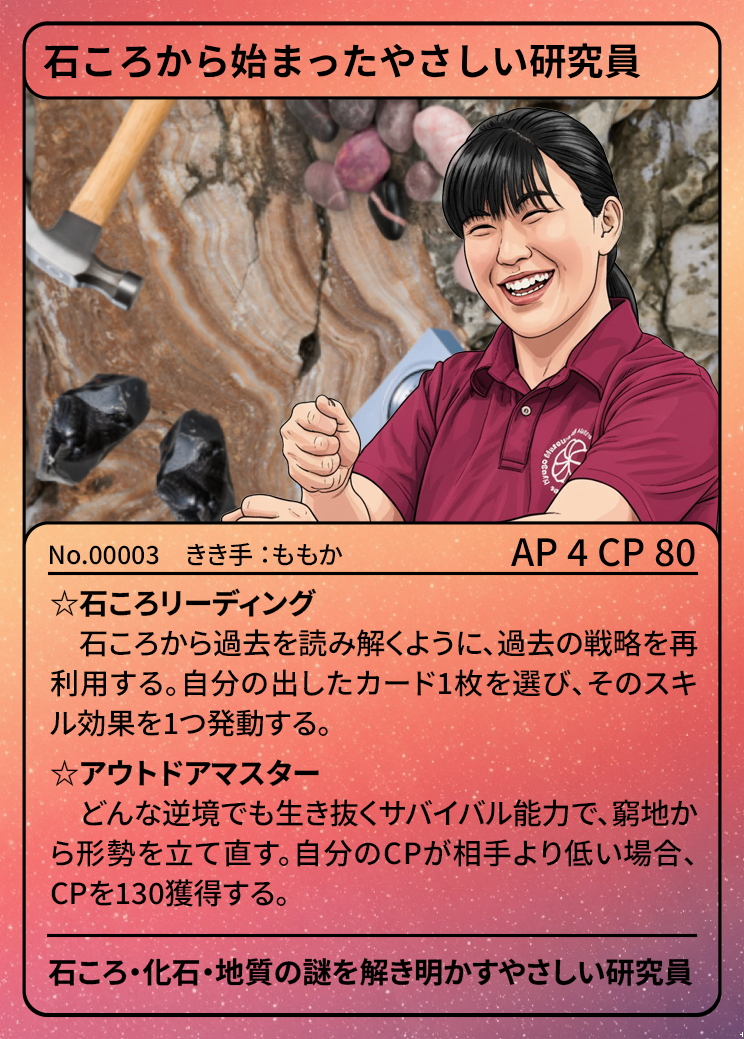 石ころから始まったやさしい研究員
No.00003　きき手：ももか
AP 4 CP 80
☆石ころリーディング
　石ころから過去を読み解くように、過去の戦略を再
利用する。自分の出したカード1枚を選び、そのスキ
ル効果を1つ発動する。
☆アウトドアマスター
　どんな逆境でも生き抜くサバイバル能力で、窮地か
ら形勢を立て直す。自分のCPが相手より低い場合、
CPを130獲得する。
石ころ・化石・地質の謎を解き明かすやさしい研究員